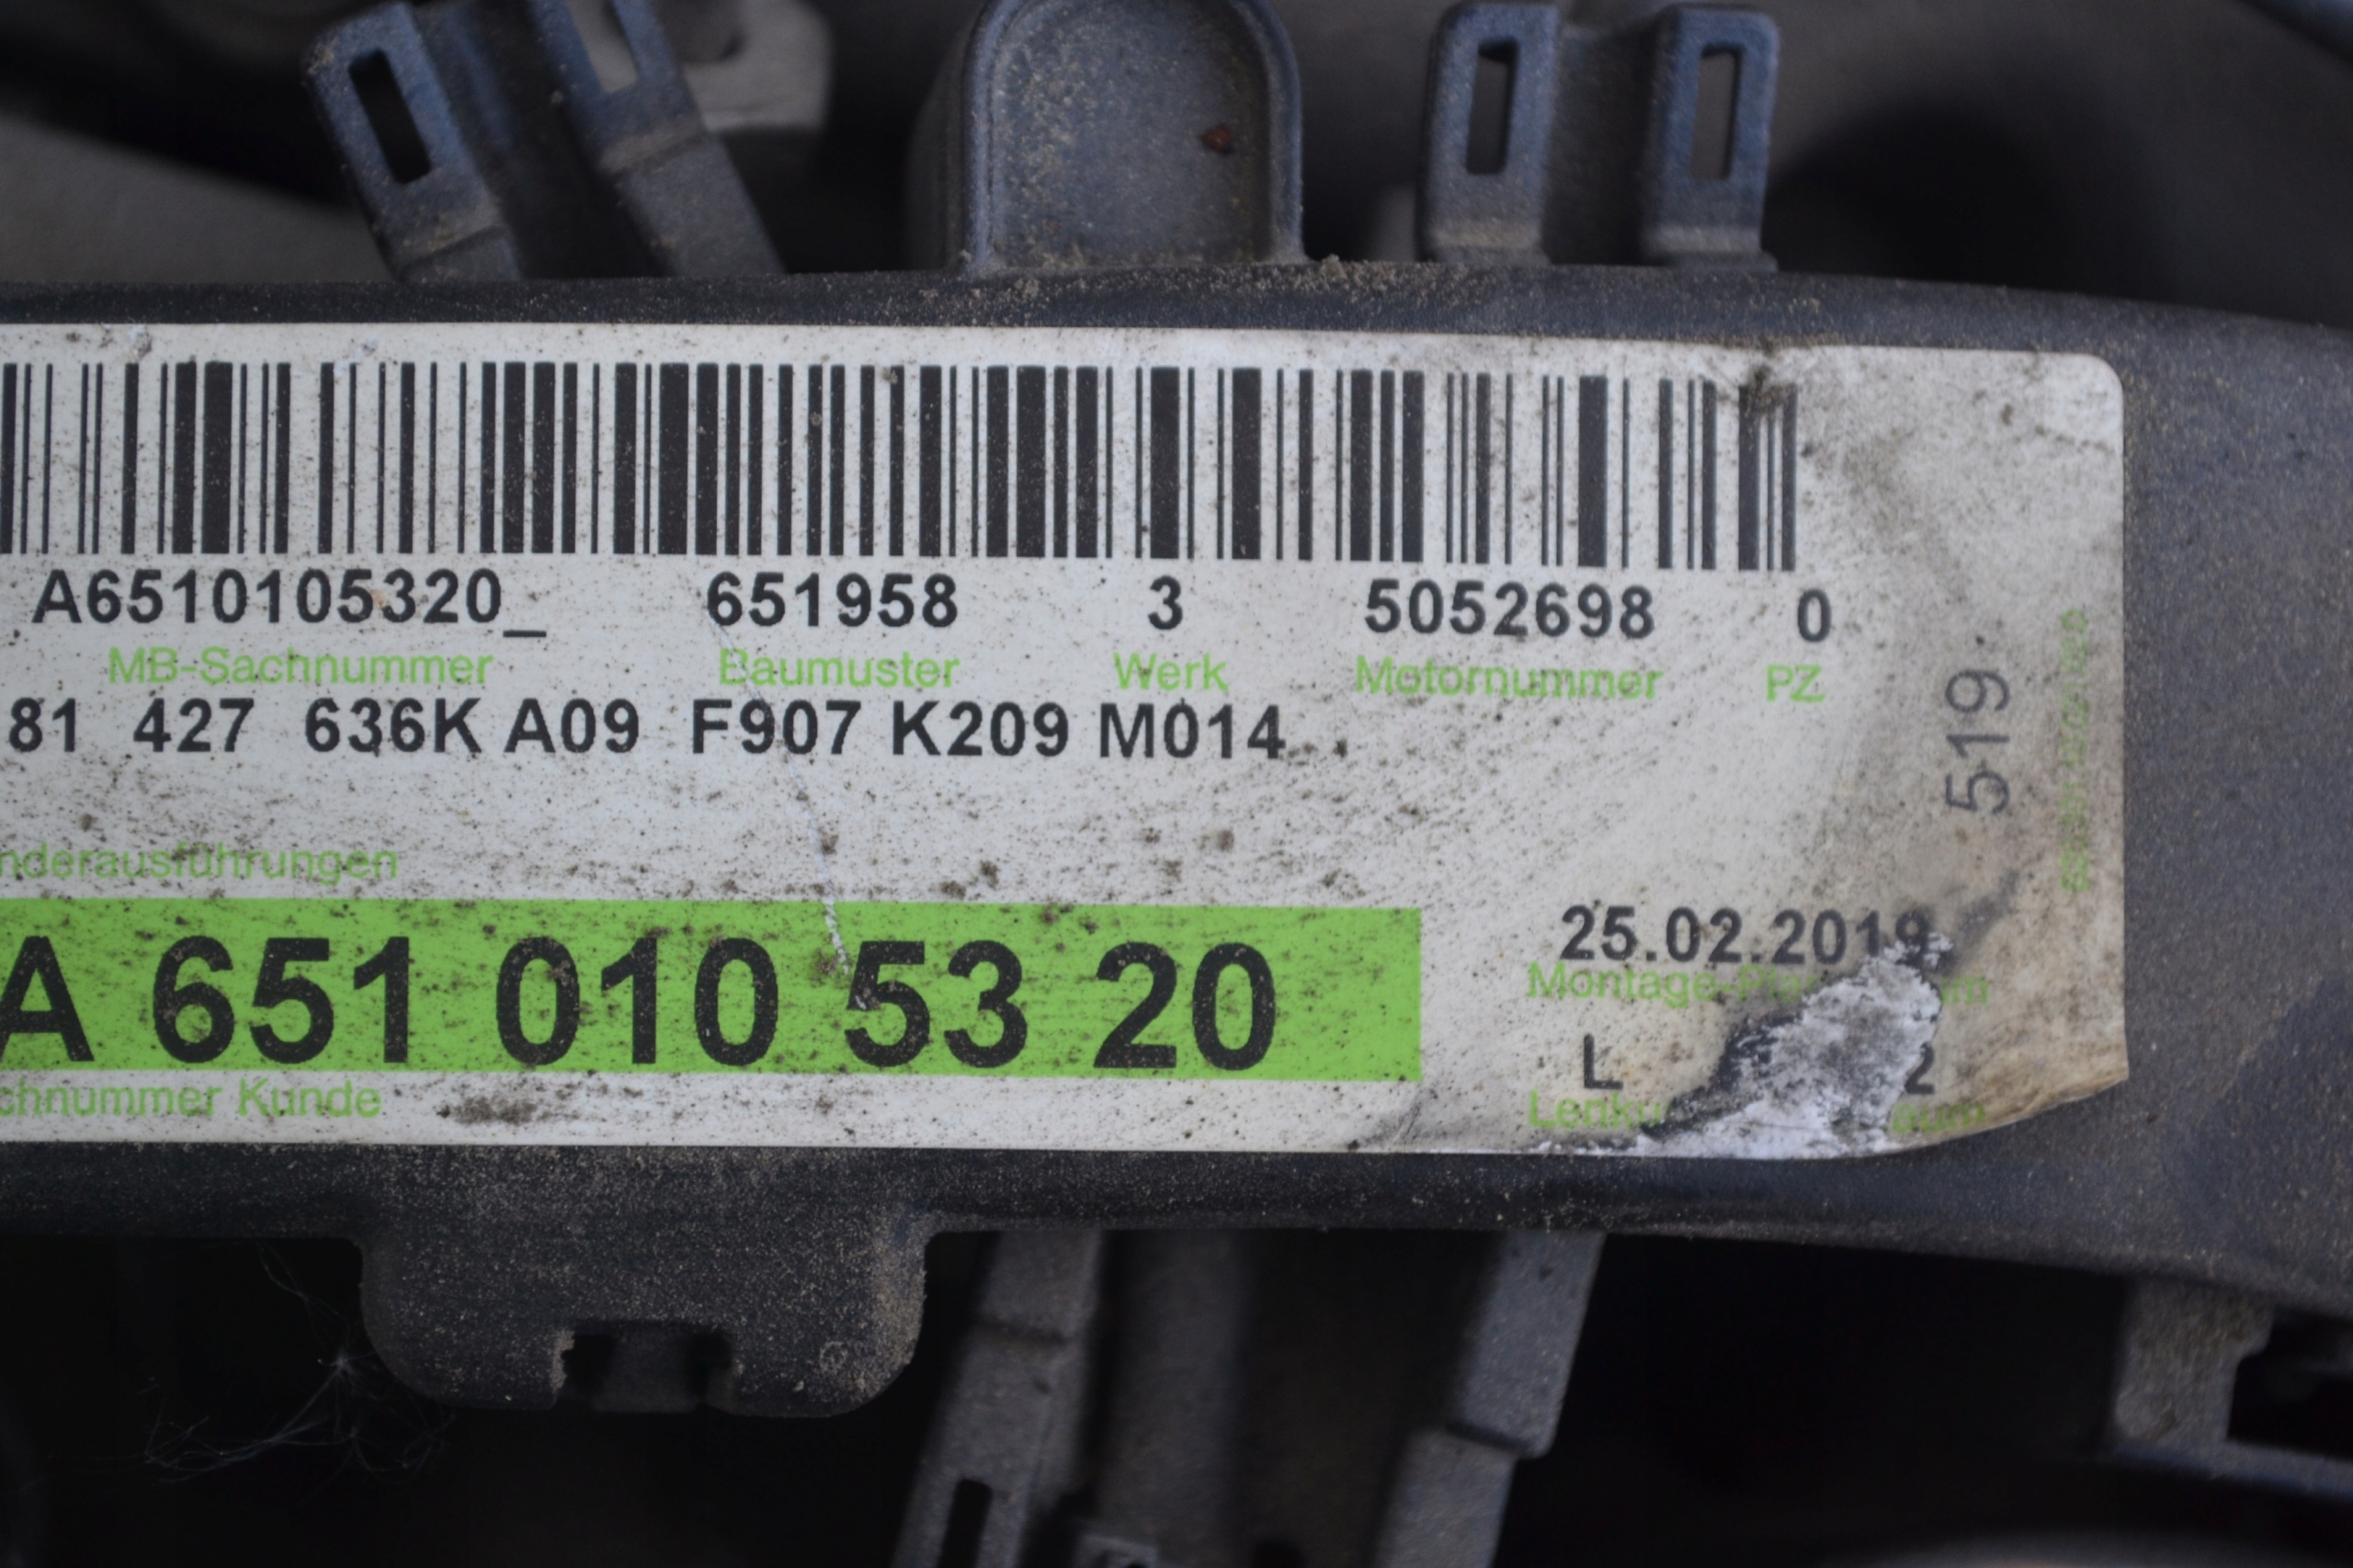 A6510105320_ 651958 3 5052698 0
MB-Sachnummer Baumuster Werk Motornummer PZ
81 427 636K A09 F907 K209 M014
519
nderausführungen
25.02.2019
A 651 010 53 20
L 2
chnummer Kunde